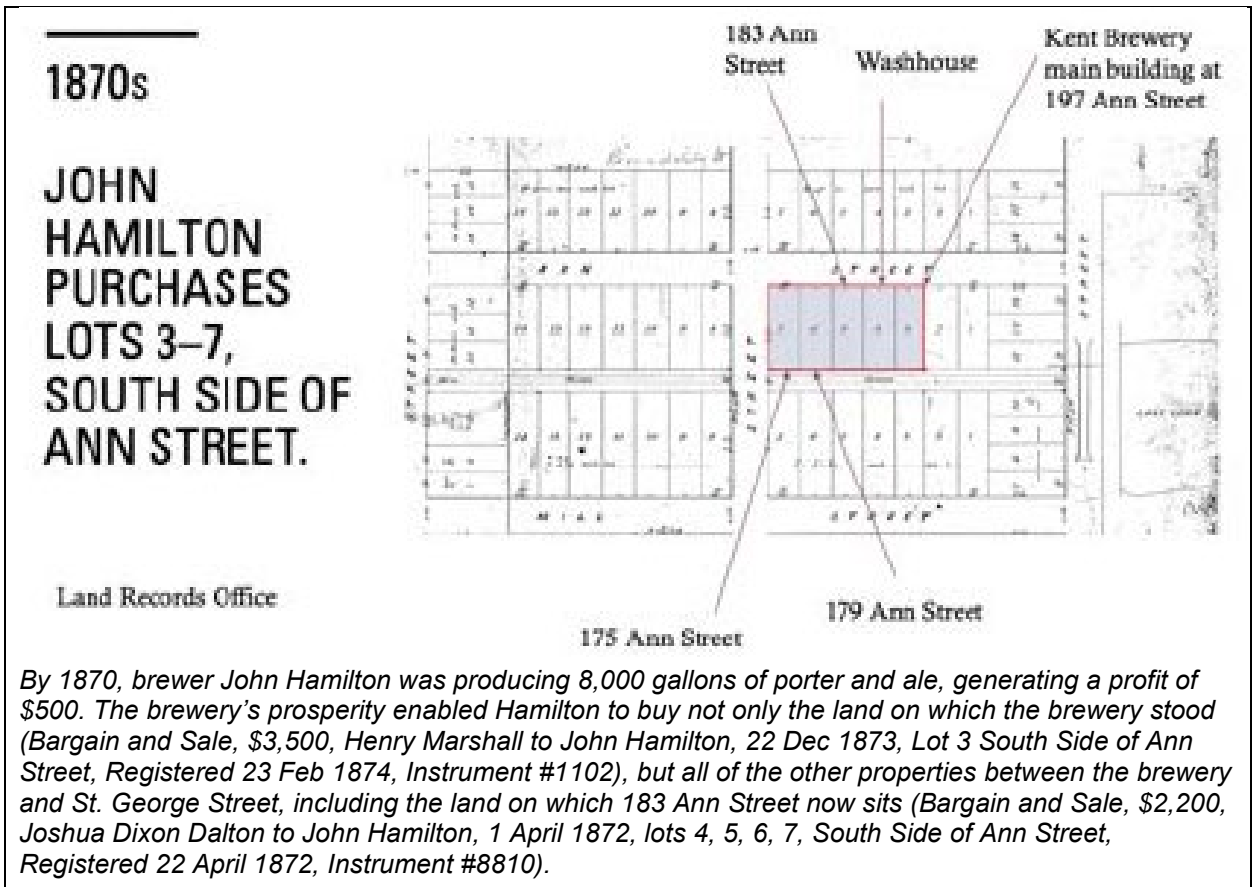 1870s
JOHN
HAMILTON
PURCHASES
LOTS 3–7,
SOUTH SIDE OF
ANN STREET.
Land Records Office
183 Ann
Street
Washhouse
Kent Brewery
main building at
197 Ann Street
ANN
STREET
STREET
STREET
STREET
MILL
STREET
175 Ann Street
179 Ann Street
By 1870, brewer John Hamilton was producing 8,000 gallons of porter and ale, generating a profit of
$500. The brewery’s prosperity enabled Hamilton to buy not only the land on which the brewery stood
(Bargain and Sale, $3,500, Henry Marshall to John Hamilton, 22 Dec 1873, Lot 3 South Side of Ann
Street, Registered 23 Feb 1874, Instrument #1102), but all of the other properties between the brewery
and St. George Street, including the land on which 183 Ann Street now sits (Bargain and Sale, $2,200,
Joshua Dixon Dalton to John Hamilton, 1 April 1872, lots 4, 5, 6, 7, South Side of Ann Street,
Registered 22 April 1872, Instrument #8810).